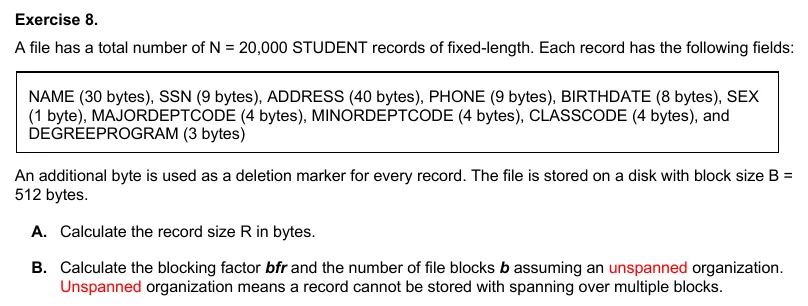 Exercise 8.
A file has a total number of N = 20,000 STUDENT records of fixed-length. Each record has the following fields:
NAME (30 bytes), SSN (9 bytes), ADDRESS (40 bytes), PHONE (9 bytes), BIRTHDATE (8 bytes), SEX
(1 byte), MAJORDEPTCODE (4 bytes), MINORDEPTCODE (4 bytes), CLASSCODE (4 bytes), and
DEGREEPROGRAM (3 bytes)
An additional byte is used as a deletion marker for every record. The file is stored on a disk with block size B =
512 bytes.
A. Calculate the record size R in bytes.
B. Calculate the blocking factor bfr and the number of file blocks b assuming an unspanned organization.
Unspanned organization means a record cannot be stored with spanning over multiple blocks.